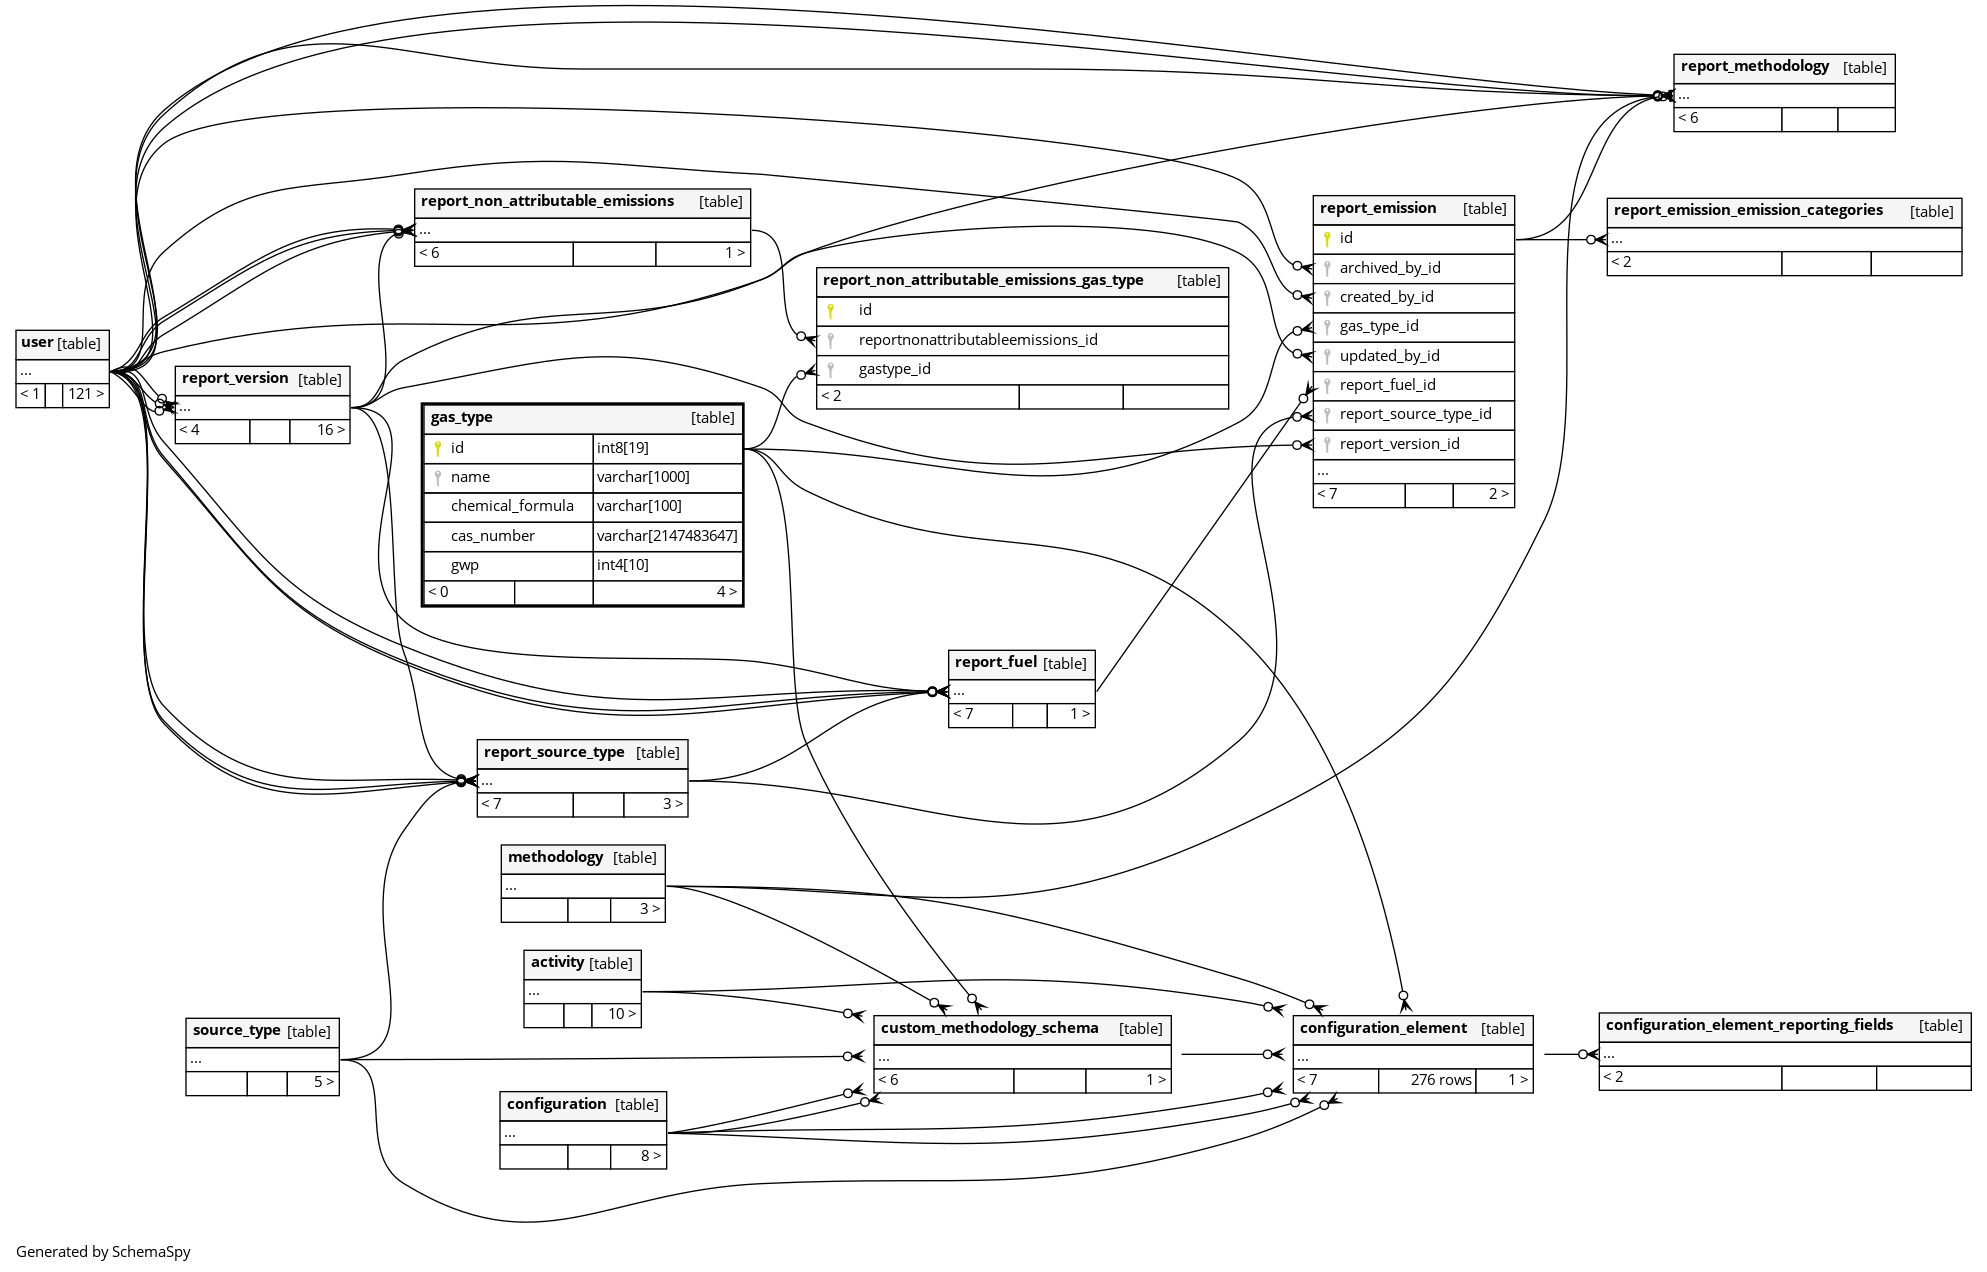 report_methodology [table]
...
< 6
report_non_attributable_emissions [table]
...
< 6 1 >
report_emission [table]
id
archived_by_id
created_by_id
gas_type_id
updated_by_id
report_fuel_id
report_source_type_id
report_version_id
...
< 7 2 >
report_emission_emission_categories [table]
...
< 2
report_non_attributable_emissions_gas_type [table]
id
reportnonattributableemissions_id
gastype_id
< 2
user [table]
...
< 1 121 >
report_version [table]
...
< 4 16 >
gas_type [table]
id int8[19]
name varchar[1000]
chemical_formula varchar[100]
cas_number varchar[2147483647]
gwp int4[10]
< 0 4 >
report_fuel [table]
...
< 7 1 >
report_source_type [table]
...
< 7 3 >
methodology [table]
...
3 >
activity [table]
...
10 >
source_type [table]
...
5 >
custom_methodology_schema [table]
...
< 6 1 >
configuration_element [table]
...
< 7 276 rows 1 >
configuration_element_reporting_fields [table]
...
< 2
configuration [table]
...
8 >
Generated by SchemaSpy